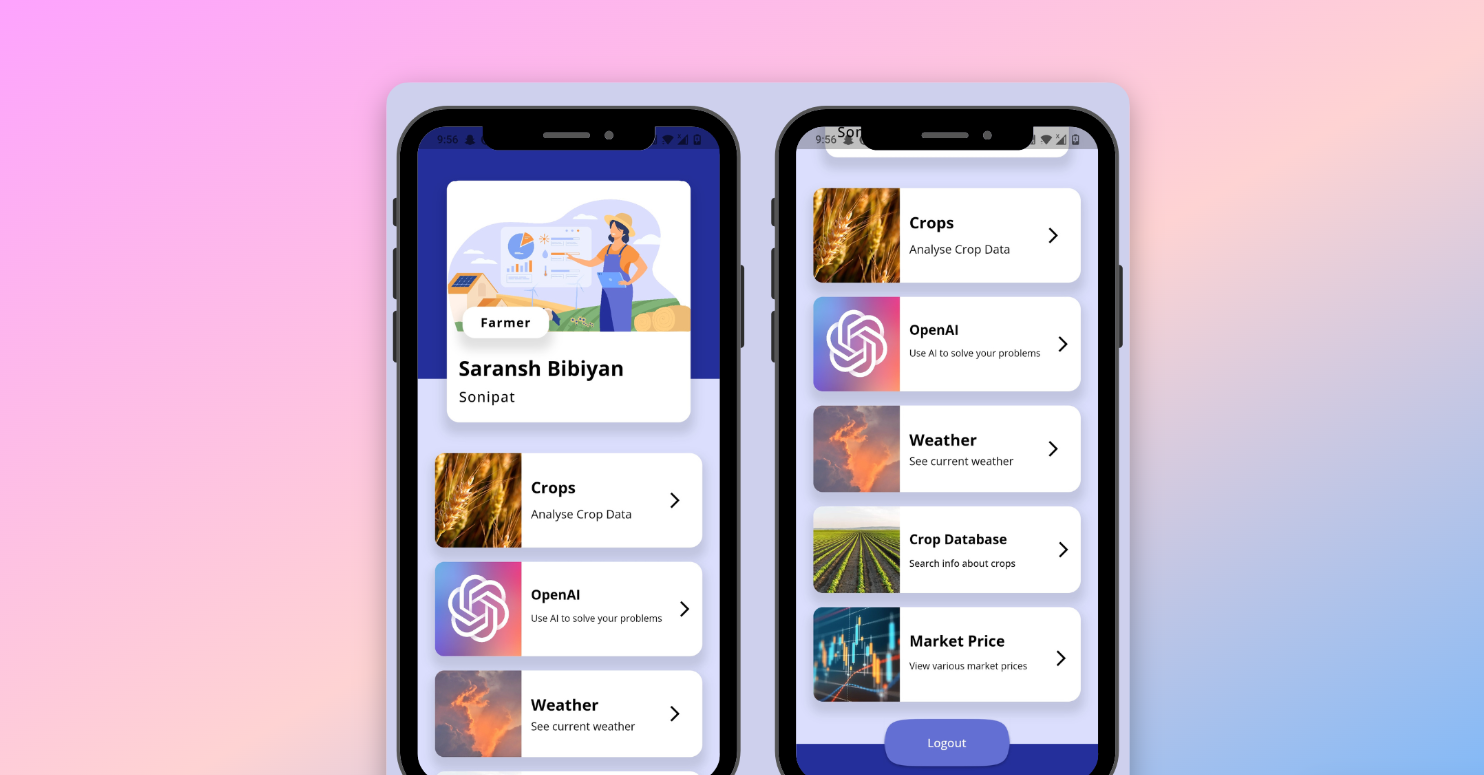 9:56
Farmer
Saransh Bibiyan
Sonipat
Crops
Analyse Crop Data
OpenAI
Use AI to solve your problems
Weather
See current weather
Son
9:56
Crops
Analyse Crop Data
OpenAI
Use AI to solve your problems
Weather
See current weather
Crop Database
Search info about crops
Market Price
View various market prices
Logout